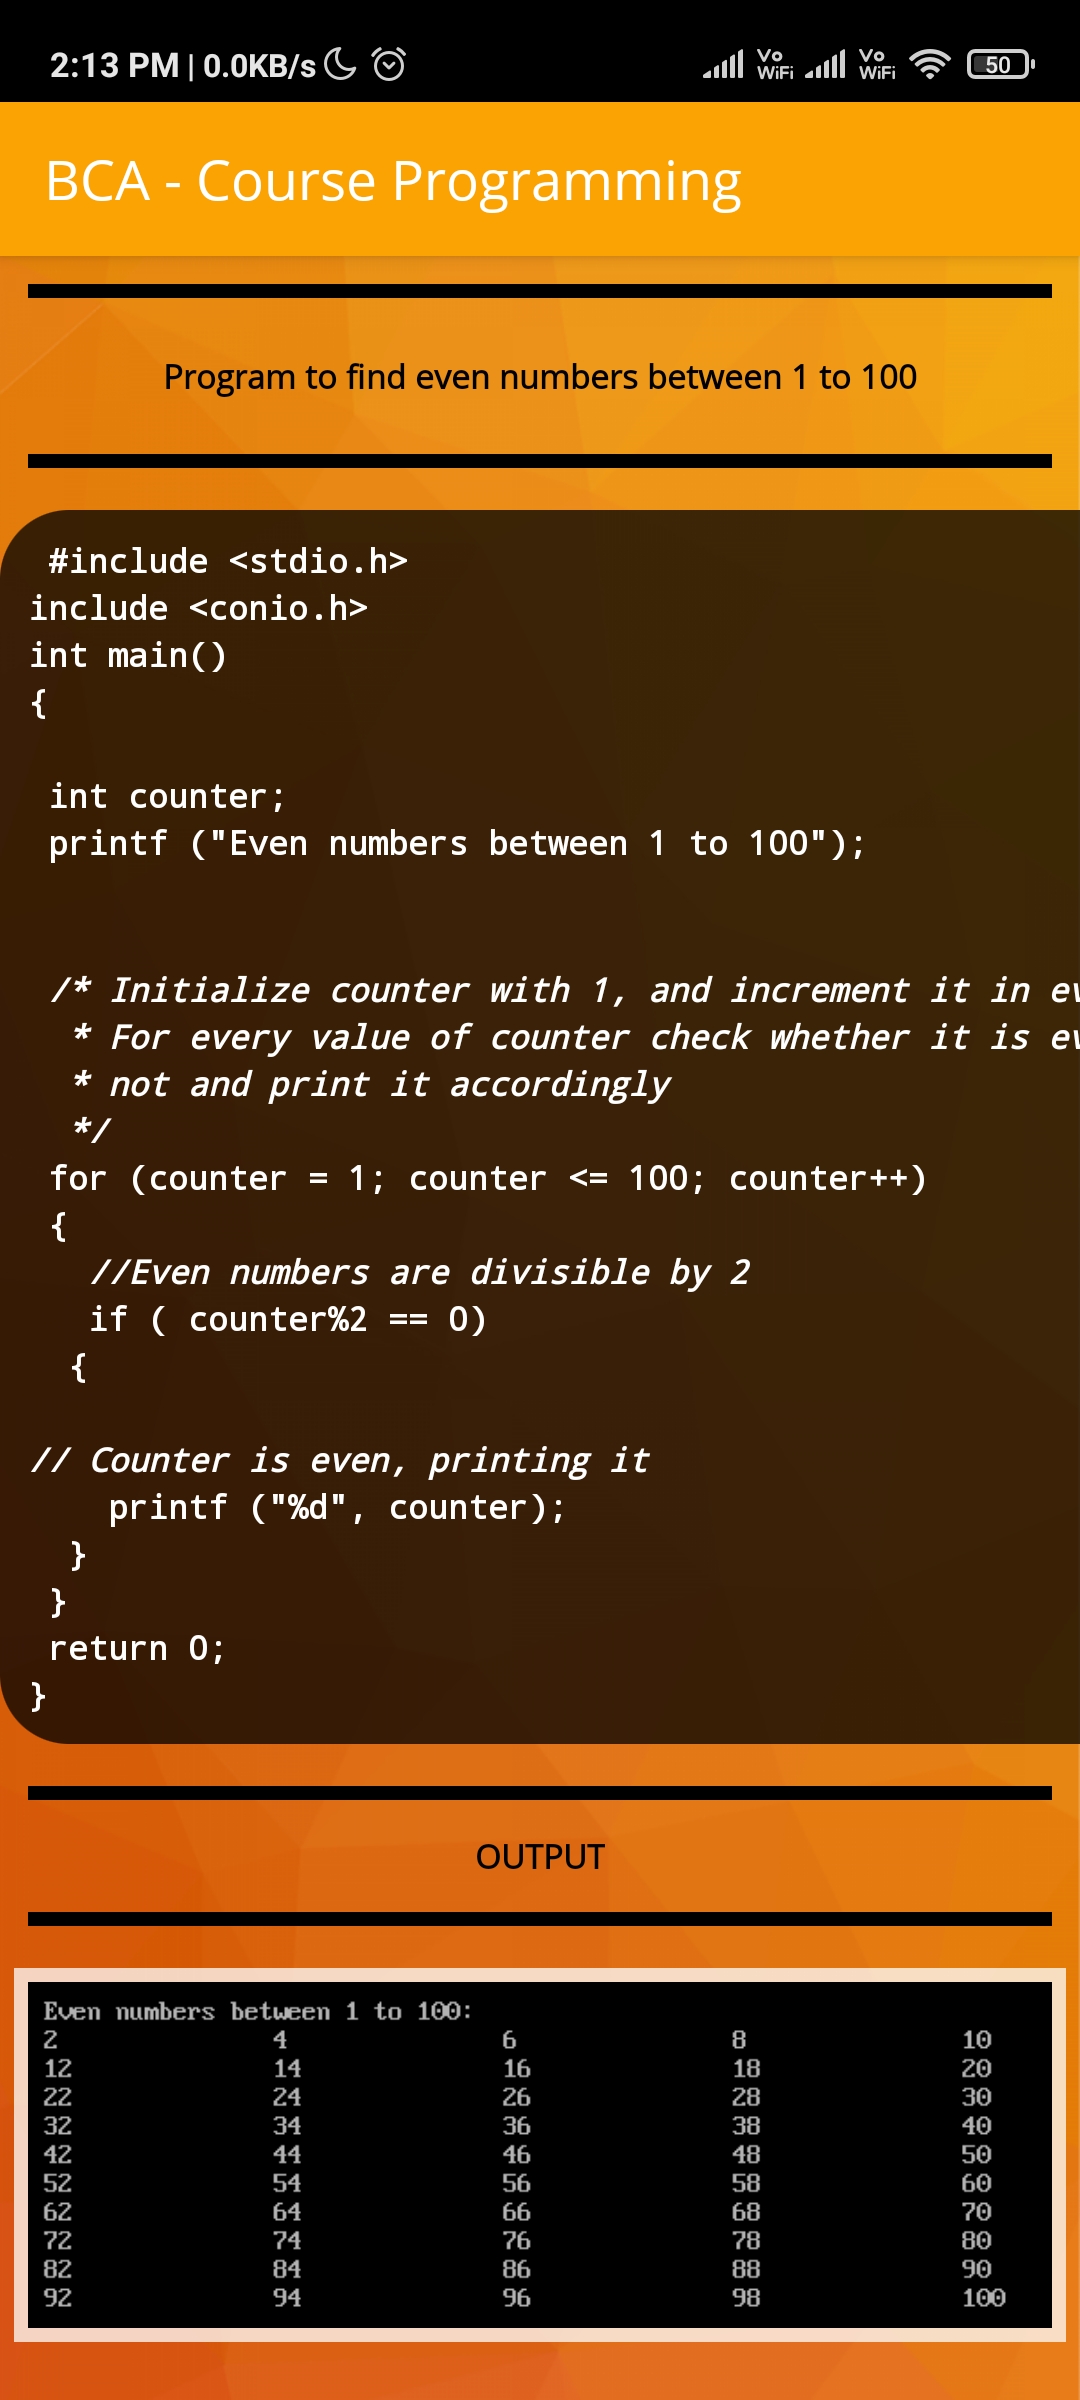 2:13 PM | 0.0KB/s Vo WiFi Vo WiFi 50
BCA - Course Programming
Program to find even numbers between 1 to 100
#include <stdio.h>
include <conio.h>
int main()
{
int counter;
printf ("Even numbers between 1 to 100");
/* Initialize counter with 1, and increment it in ev
* For every value of counter check whether it is ev
* not and print it accordingly
*/
for (counter = 1; counter <= 100; counter++)
{
//Even numbers are divisible by 2
if ( counter%2 == 0)
{
// Counter is even, printing it
printf ("%d", counter);
}
}
return 0;
}
OUTPUT
Even numbers between 1 to 100:
2 4 6 8 10
12 14 16 18 20
22 24 26 28 30
32 34 36 38 40
42 44 46 48 50
52 54 56 58 60
62 64 66 68 70
72 74 76 78 80
82 84 86 88 90
92 94 96 98 100